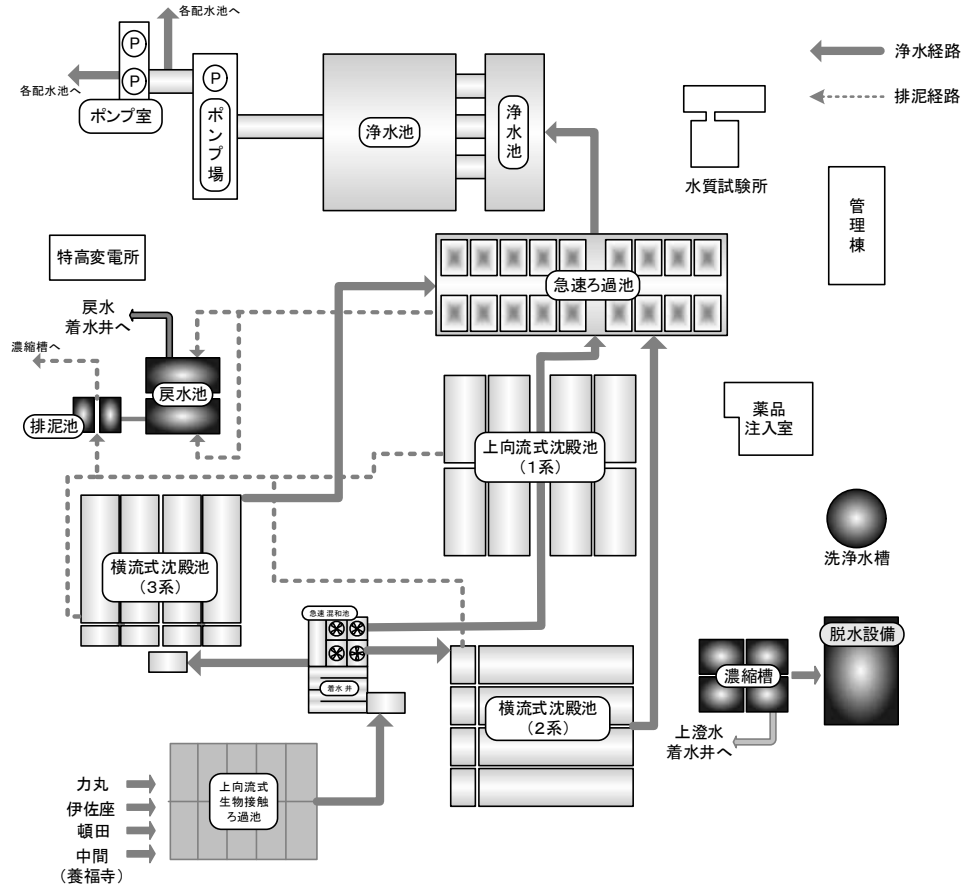 各配水池へ
浄水経路
P
P
P
各配水池へ
排泥経路
ポンプ室
ポ
ン
プ
場
浄水池
浄
水
池
水質試験所
管
理
棟
特高変電所
急速ろ過池
戻水
着水井へ
濃縮槽へ
戻水池
排泥池
薬品
注入室
上向流式沈殿池
(1系)
洗浄水槽
横流式沈殿池
(3系)
急速混和池
脱水設備
濃縮槽
着水井
横流式沈殿池
(2系)
上澄水
着水井へ
上向流式
生物接触
ろ過池
力丸
伊佐座
頓田
中間
(養福寺)